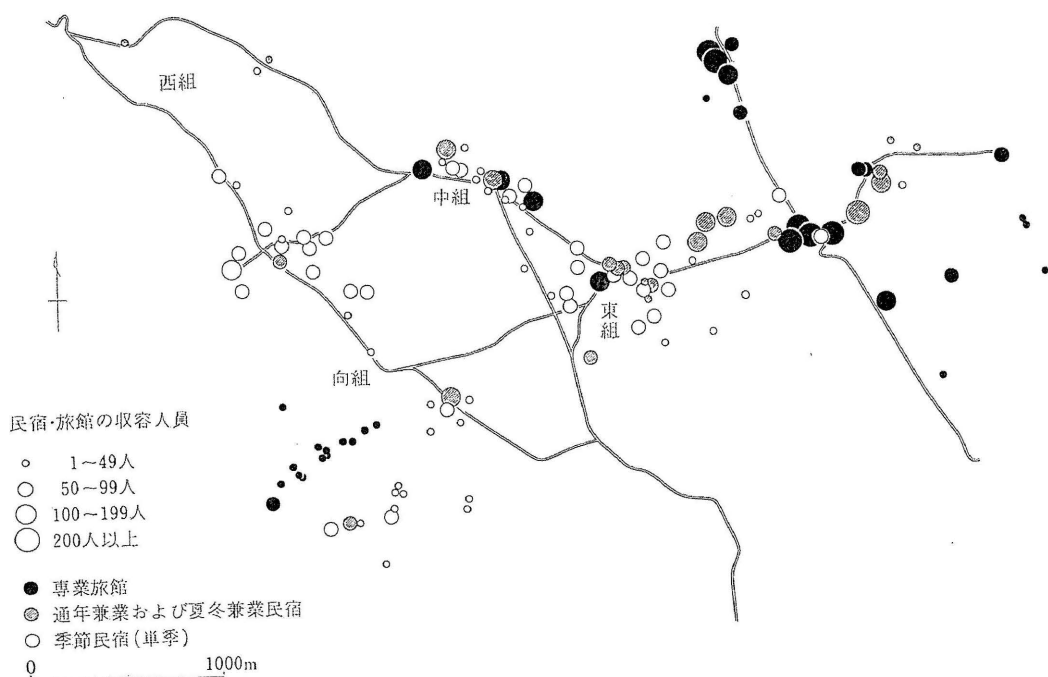 西組
中組
東組
向組
民宿・旅館の収容人員
1〜49人
50〜99人
100〜199人
200人以上
専業旅館
通年兼業および夏冬兼業民宿
季節民宿(単季)
0 1000m